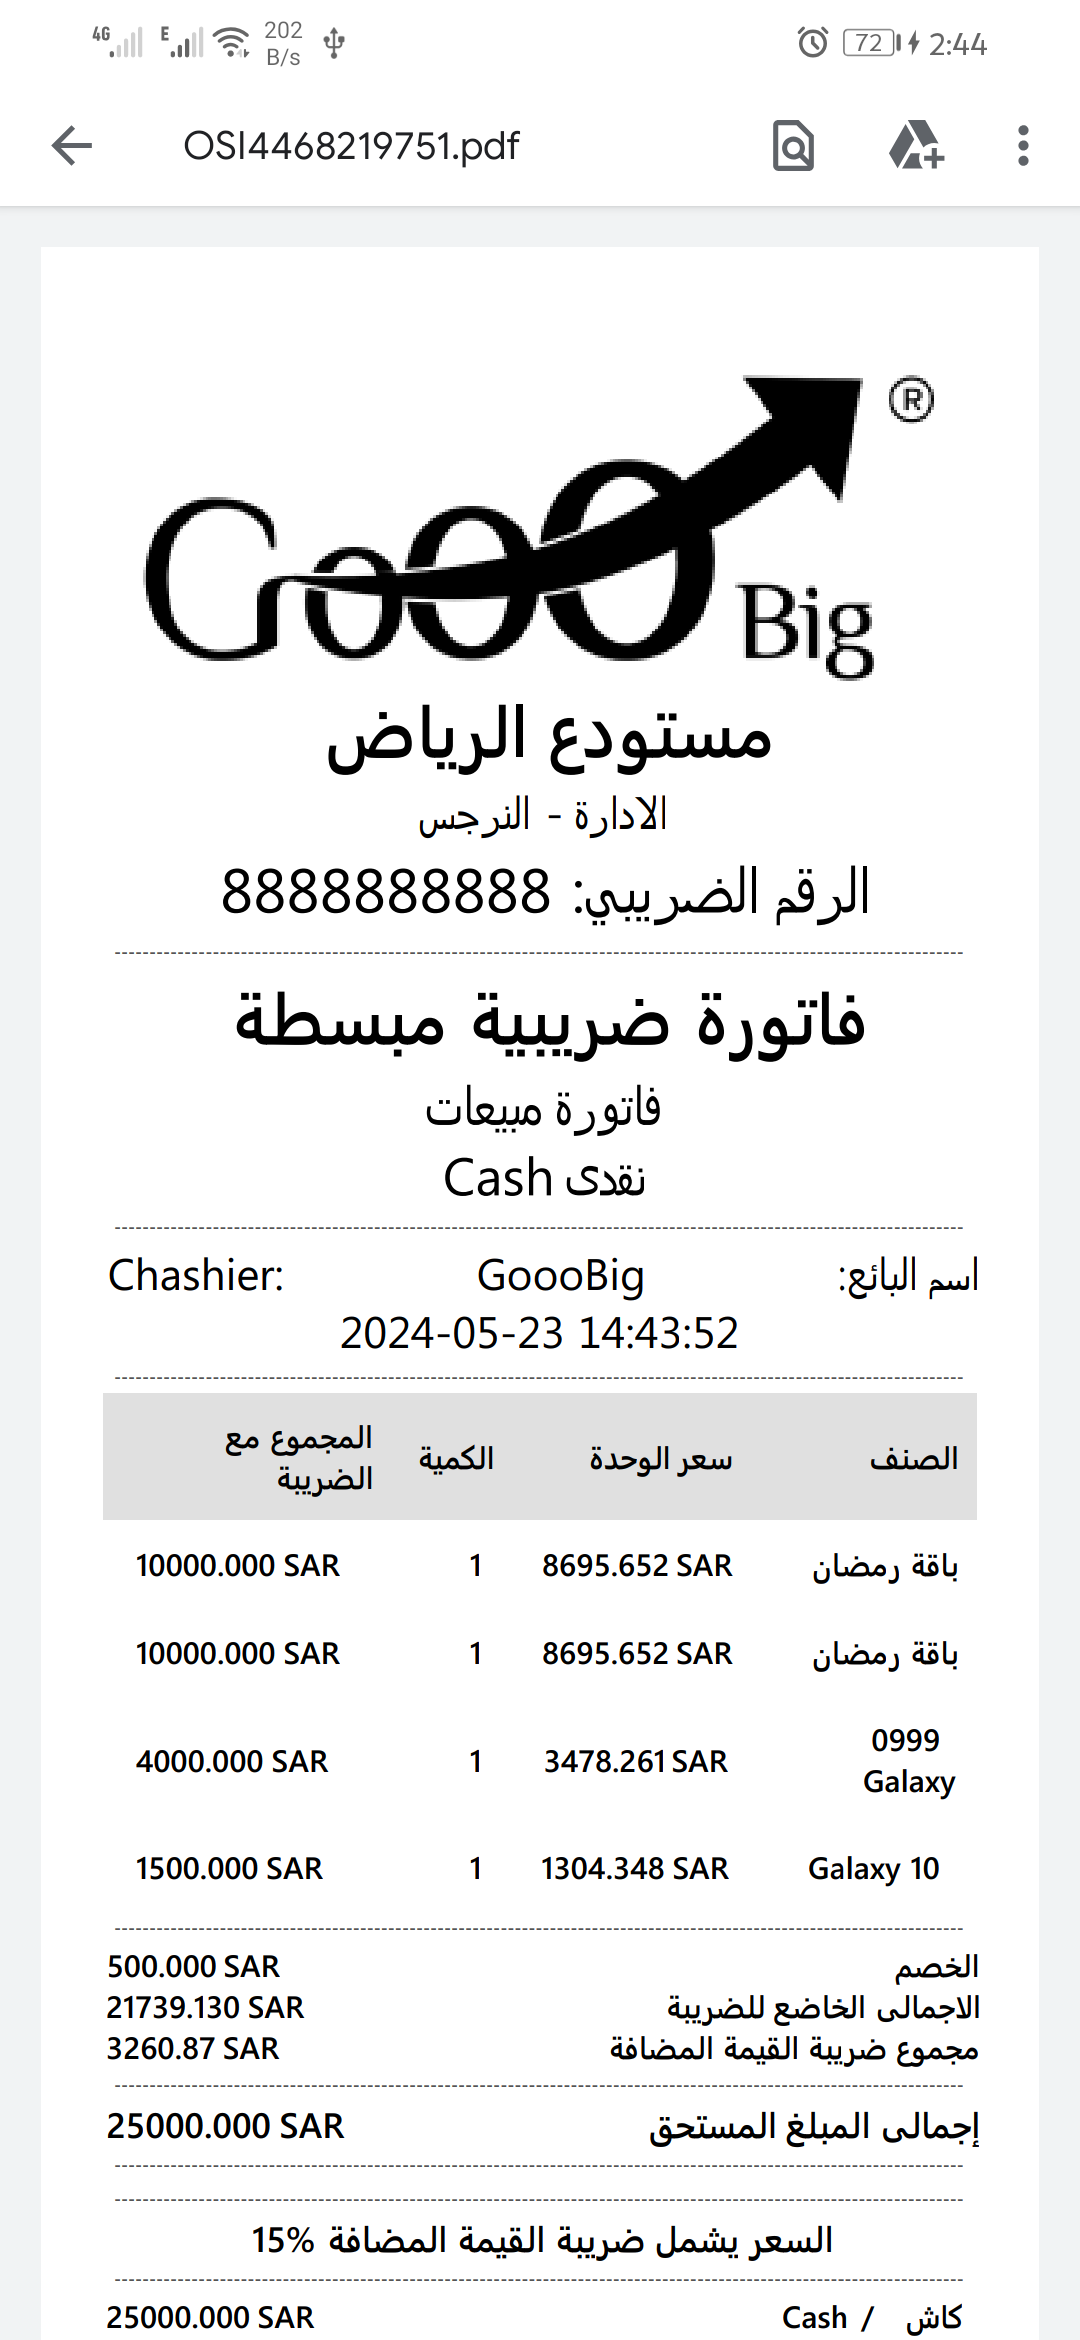 4G E 202 B/s 72 2:44
OSI4468219751.pdf
GoooBig ®
مستودع الرياض
الادارة - النرجس
الرقم الضريبي: 8888888888
فاتورة ضريبية مبسطة
فاتورة مبيعات
نقدى Cash
Chashier: GoooBig اسم البائع:
2024-05-23 14:43:52
الصنف سعر الوحدة الكمية المجموع مع الضريبة
باقة رمضان 8695.652 SAR 1 10000.000 SAR
باقة رمضان 8695.652 SAR 1 10000.000 SAR
0999 Galaxy 3478.261 SAR 1 4000.000 SAR
Galaxy 10 1304.348 SAR 1 1500.000 SAR
الخصم 500.000 SAR
الاجمالى الخاضع للضريبة 21739.130 SAR
مجموع ضريبة القيمة المضافة 3260.87 SAR
إجمالى المبلغ المستحق 25000.000 SAR
السعر يشمل ضريبة القيمة المضافة 15%
كاش / Cash 25000.000 SAR